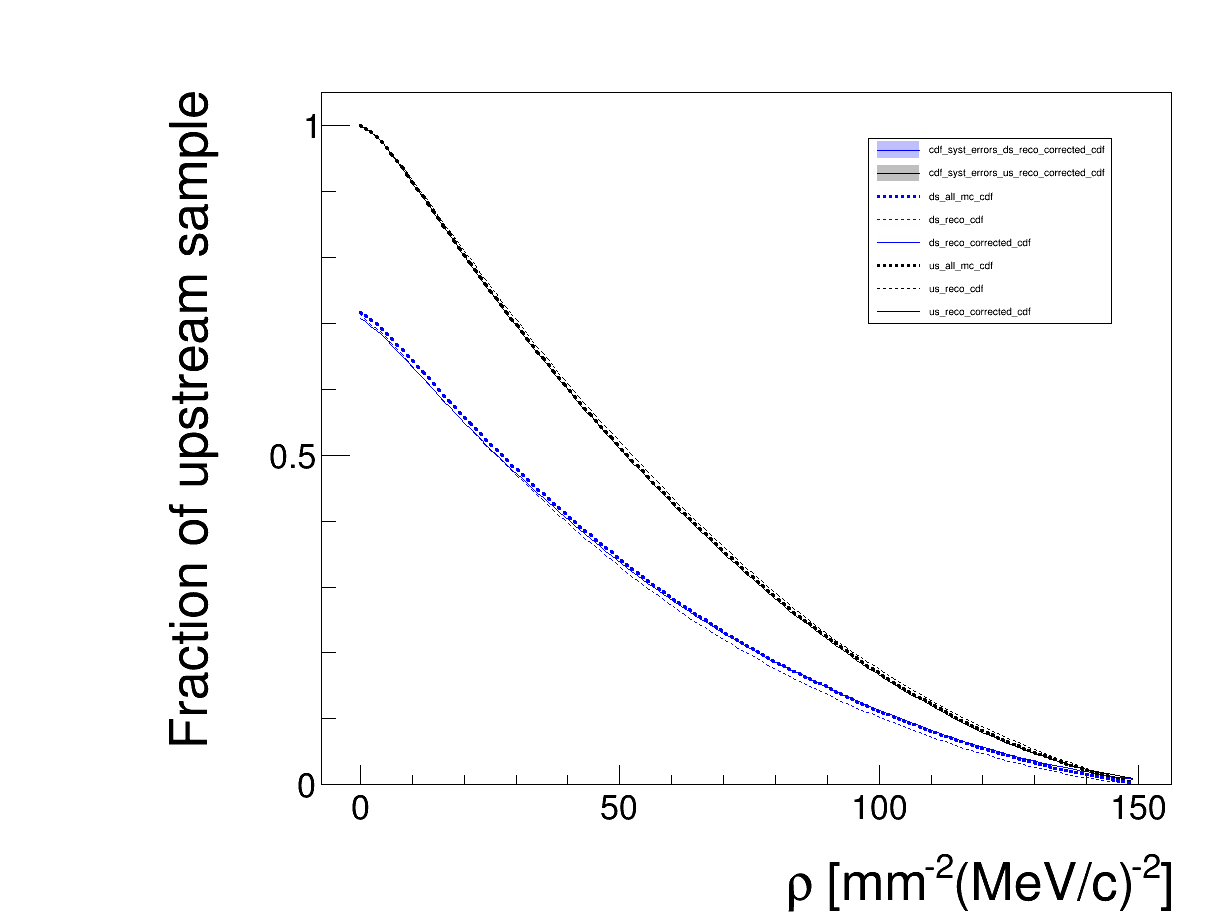 Fraction of upstream sample
1
0.5
0
cdf_syst_errors_ds_reco_corrected_cdf
cdf_syst_errors_us_reco_corrected_cdf
ds_all_mc_cdf
ds_reco_cdf
ds_reco_corrected_cdf
us_all_mc_cdf
us_reco_cdf
us_reco_corrected_cdf
0 50 100 150
ρ [mm⁻²(MeV/c)⁻²]